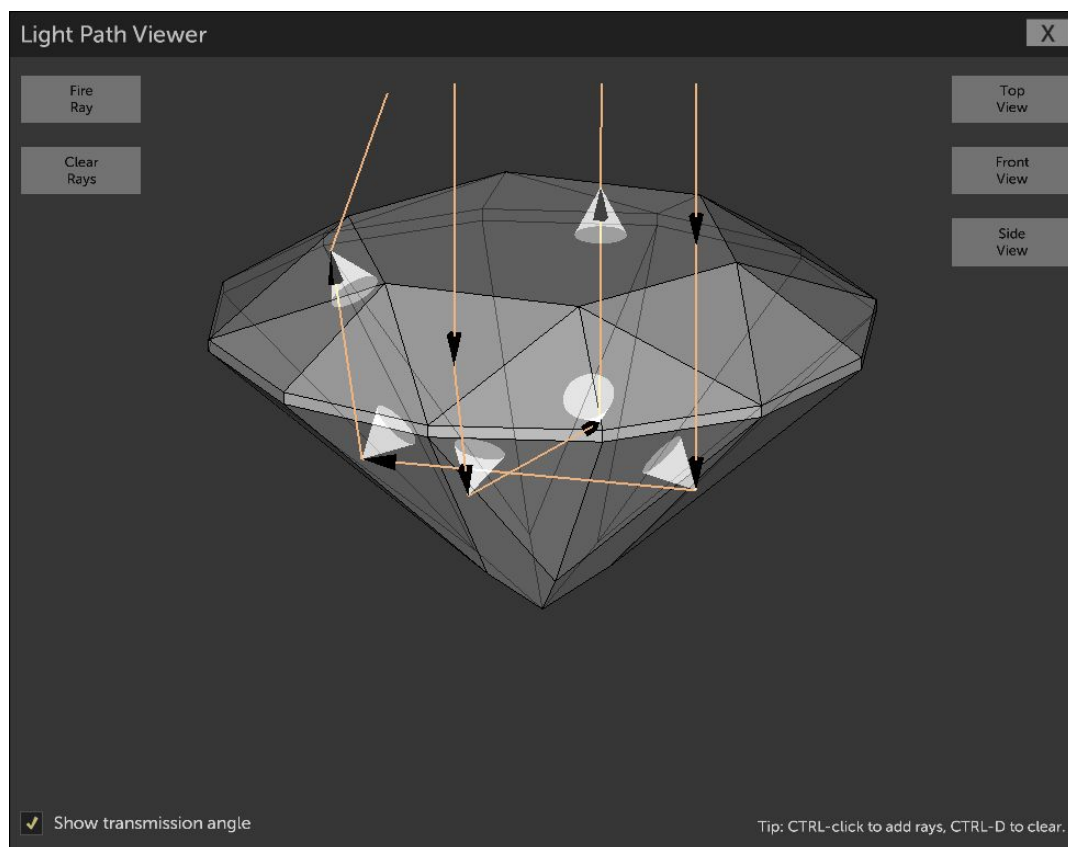 Light Path Viewer
X
Fire
Ray
Top
View
Clear
Rays
Front
View
Side
View
Show transmission angle
Tip: CTRL-click to add rays, CTRL-D to clear.